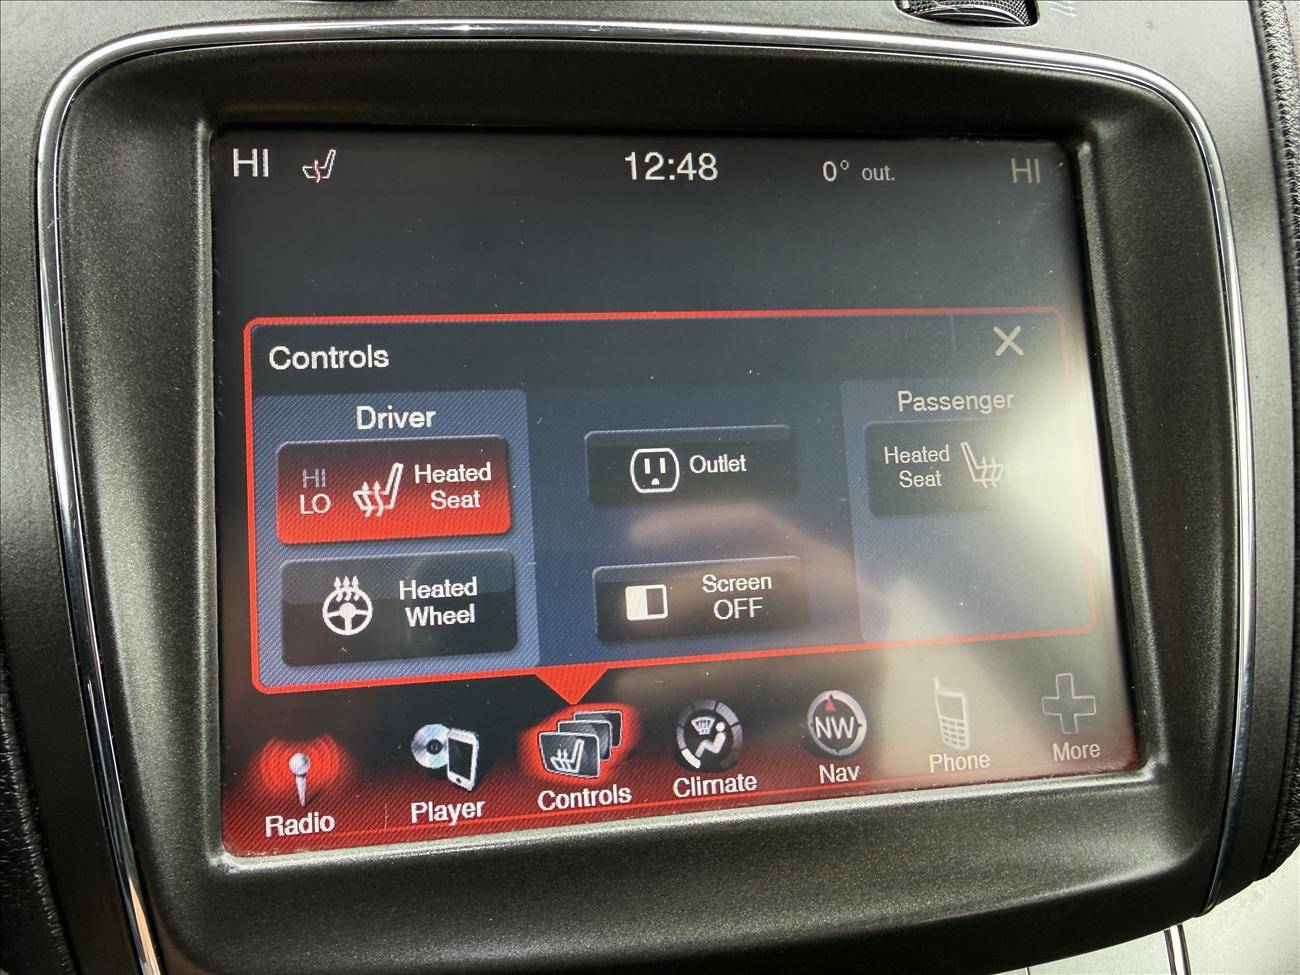 HI 12:48 0° out. HI
Controls
Driver
HI
LO
Heated
Seat
Heated
Wheel
Outlet
Screen
OFF
Passenger
Heated
Seat
Radio
Player
Controls
Climate
NW
Nav
Phone
More